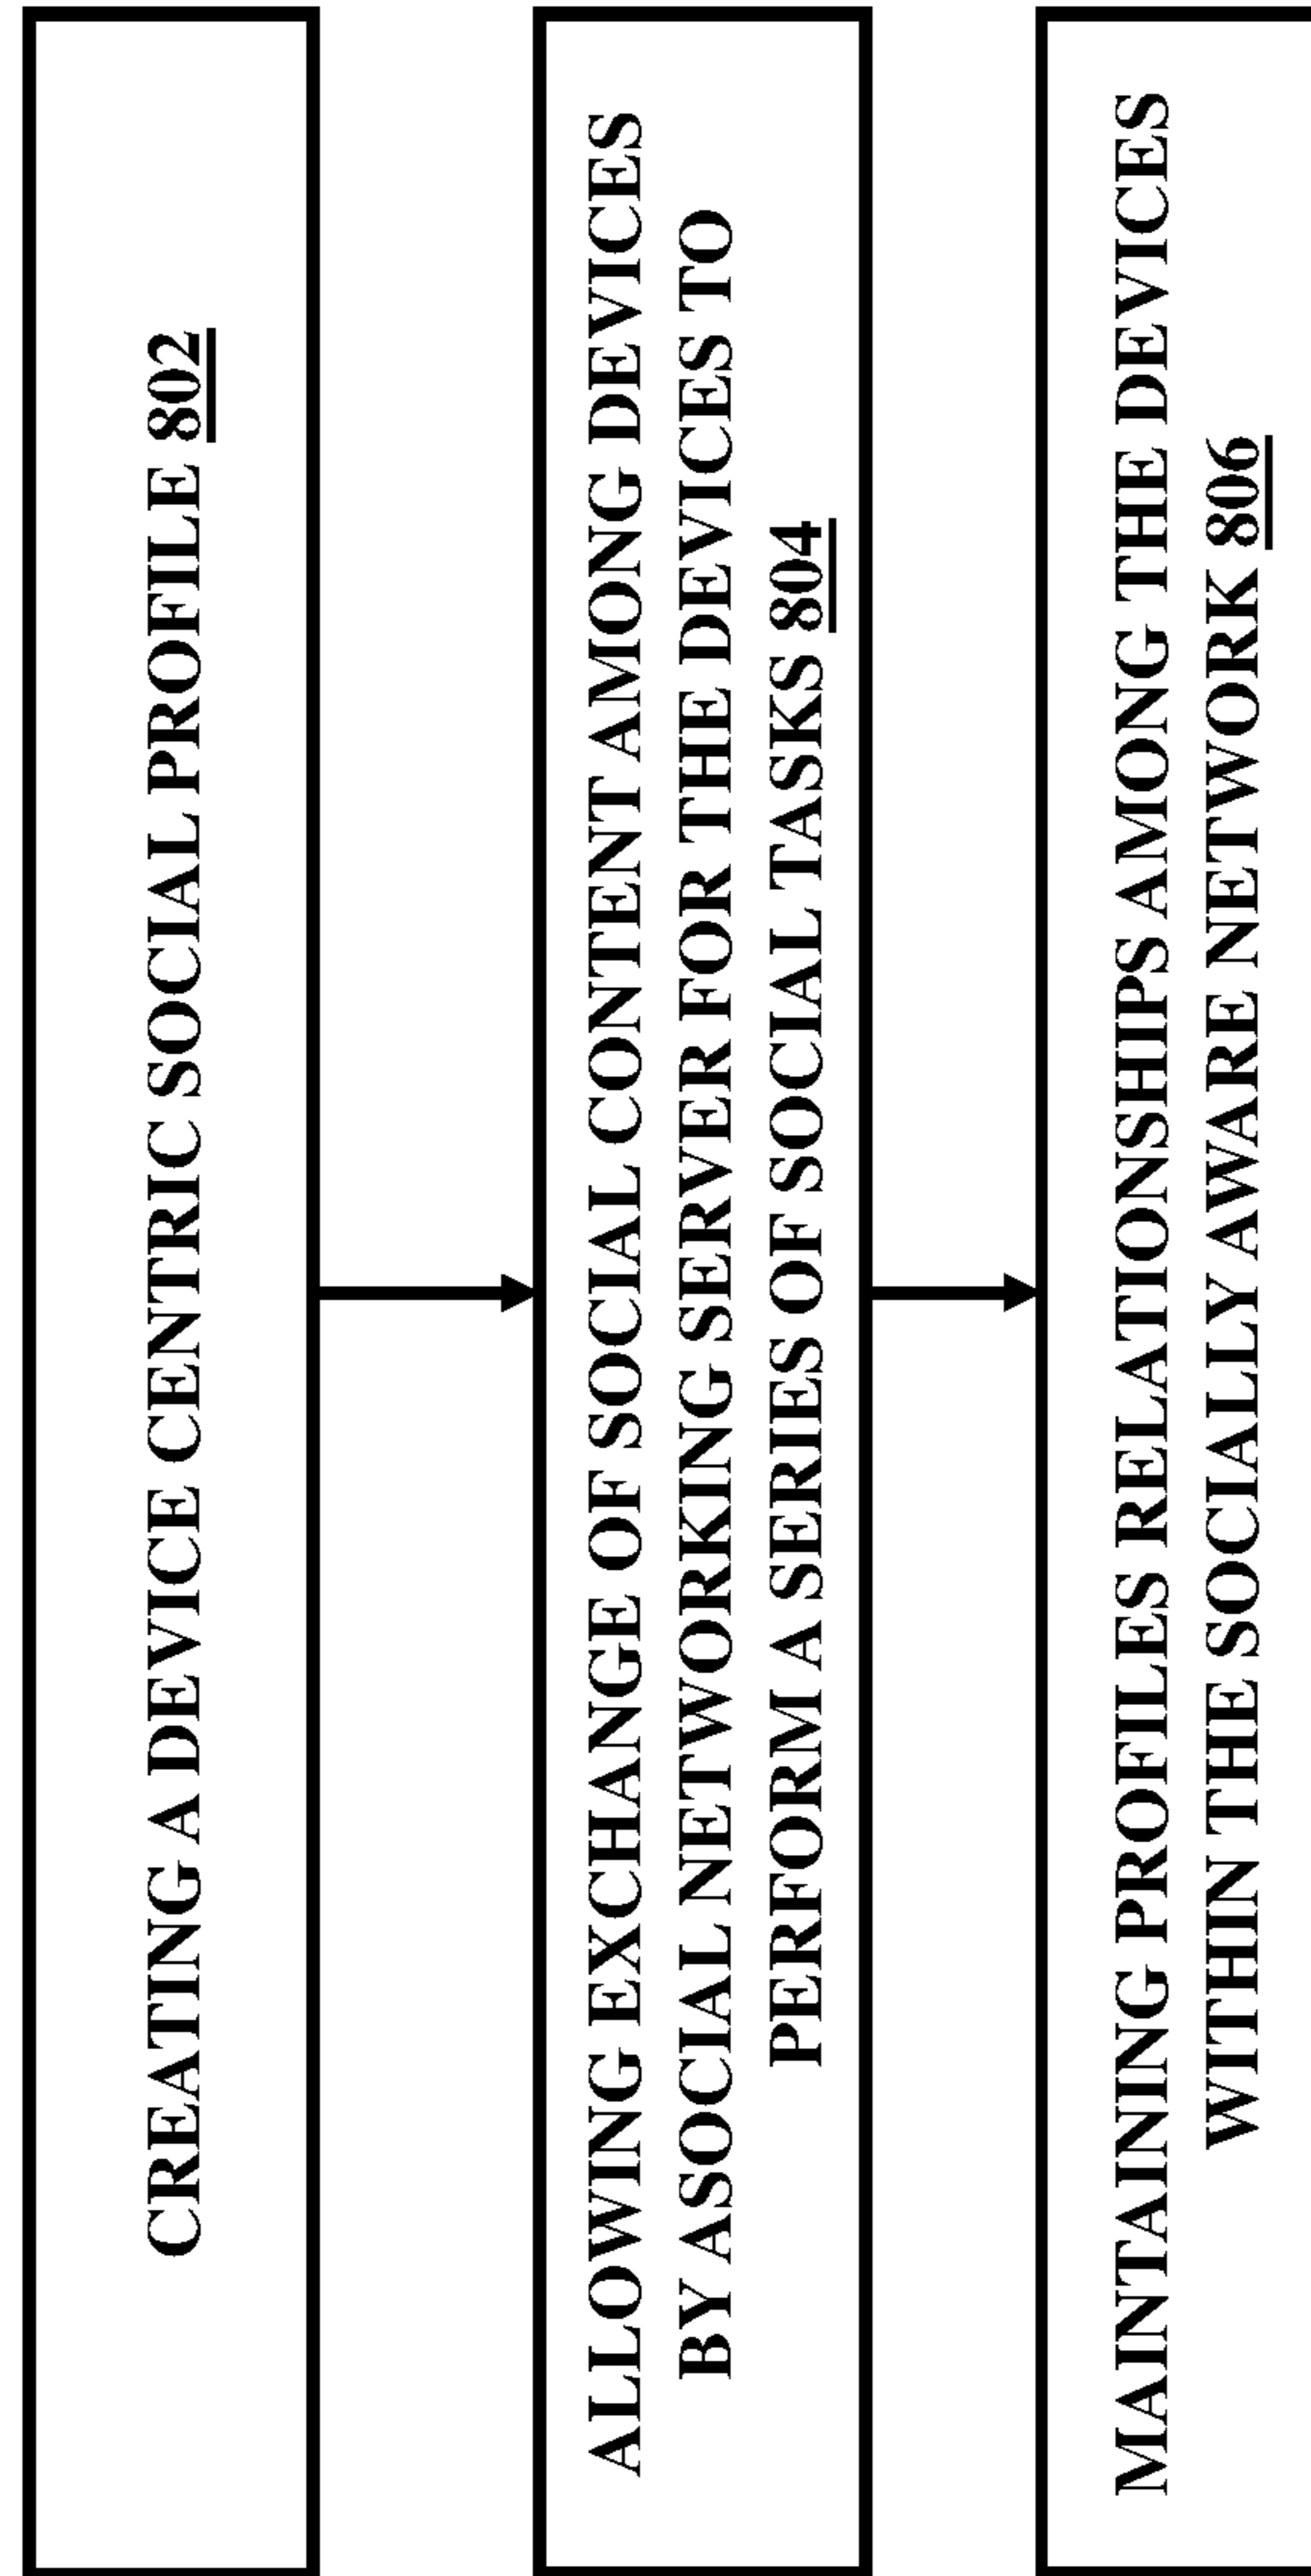 CREATING A DEVICE CENTRIC SOCIAL PROFILE 802
ALLOWING EXCHANGE OF SOCIAL CONTENT AMONG DEVICES
BY ASOCIAL NETWORKING SERVER FOR THE DEVICES TO
PERFORM A SERIES OF SOCIAL TASKS 804
MAINTAINING PROFILES RELATIONSHIPS AMONG THE DEVICES
WITHIN THE SOCIALLY AWARE NETWORK 806